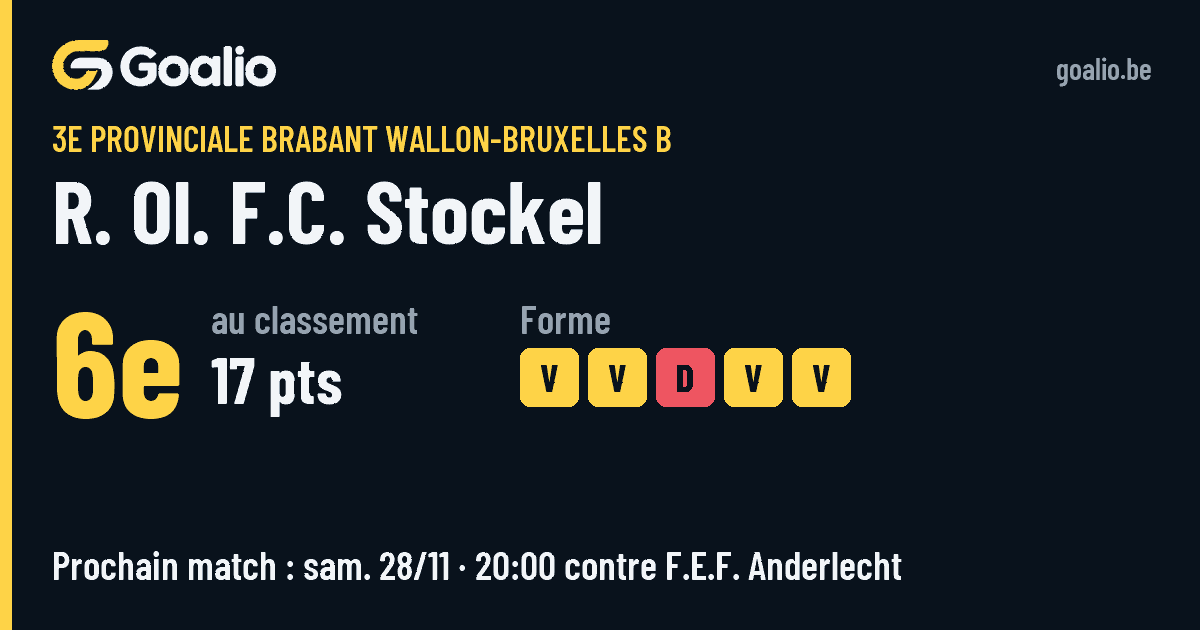 Goalio
goalio.be
3E PROVINCIALE BRABANT WALLON-BRUXELLES B
R. Ol. F.C. Stockel
6e
au classement
17 pts
Forme
V V D V V
Prochain match : sam. 28/11 · 20:00 contre F.E.F. Anderlecht